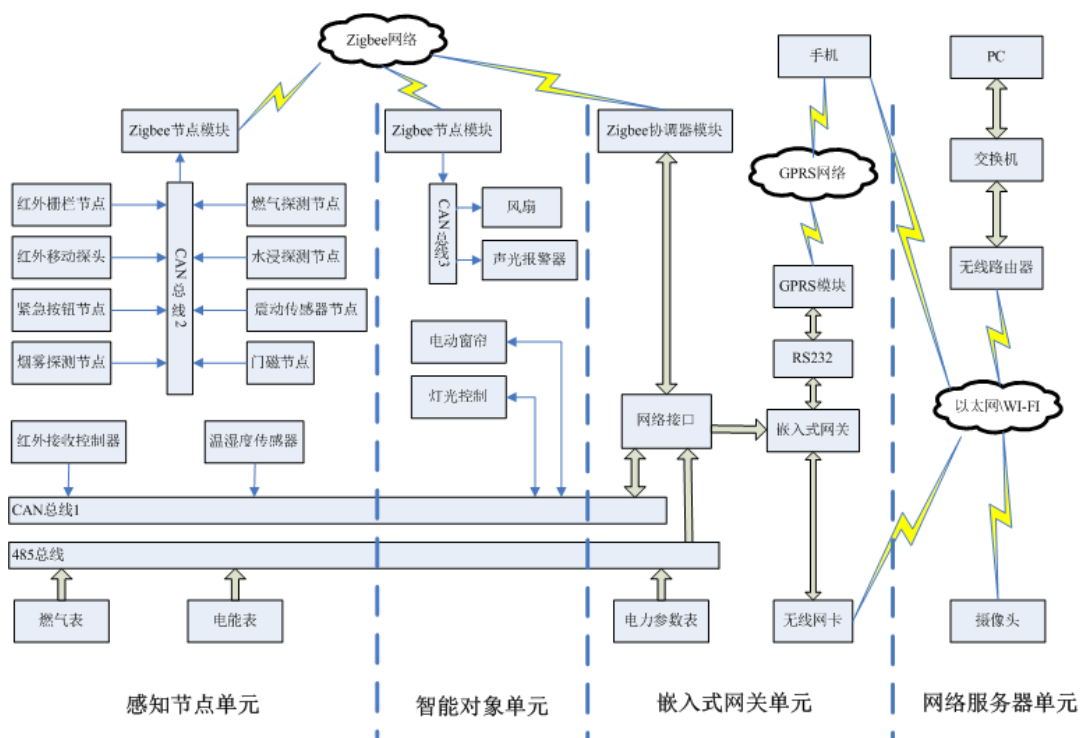 Zigbee网络
手机
PC
Zigbee节点模块
Zigbee节点模块
Zigbee协调器模块
交换机
GPRS网络
红外栅栏节点
燃气探测节点
CAN总线2
CAN总线3
风扇
红外移动探头
水浸探测节点
声光报警器
无线路由器
GPRS模块
紧急按钮节点
震动传感器节点
电动窗帘
RS232
烟雾探测节点
门磁节点
灯光控制
网络接口
嵌入式网关
以太网\WI-FI
红外接收控制器
温湿度传感器
CAN总线1
485总线
燃气表
电能表
电力参数表
无线网卡
摄像头
感知节点单元
智能对象单元
嵌入式网关单元
网络服务器单元